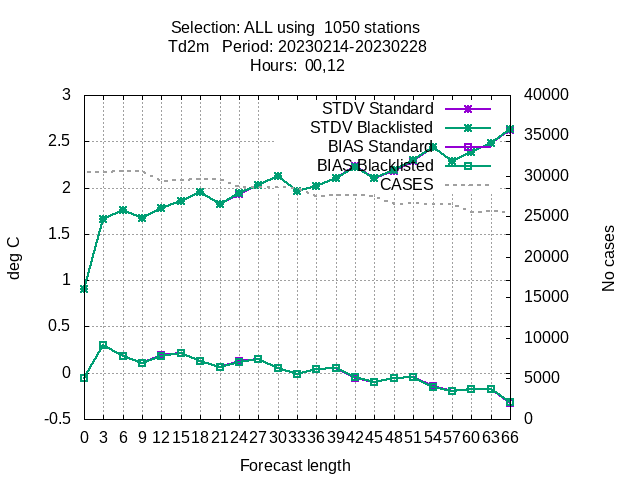 Selection: ALL using  1050 stations
Td2m   Period: 20230214-20230228
Hours:  00,12
STDV Standard
STDV Blacklisted
BIAS Standard
BIAS Blacklisted
CASES
3
2.5
2
1.5
1
0.5
0
-0.5
deg C
40000
35000
30000
25000
20000
15000
10000
5000
0
No cases
0 3 6 9 12 15 18 21 24 27 30 33 36 39 42 45 48 51 54 57 60 63 66
Forecast length